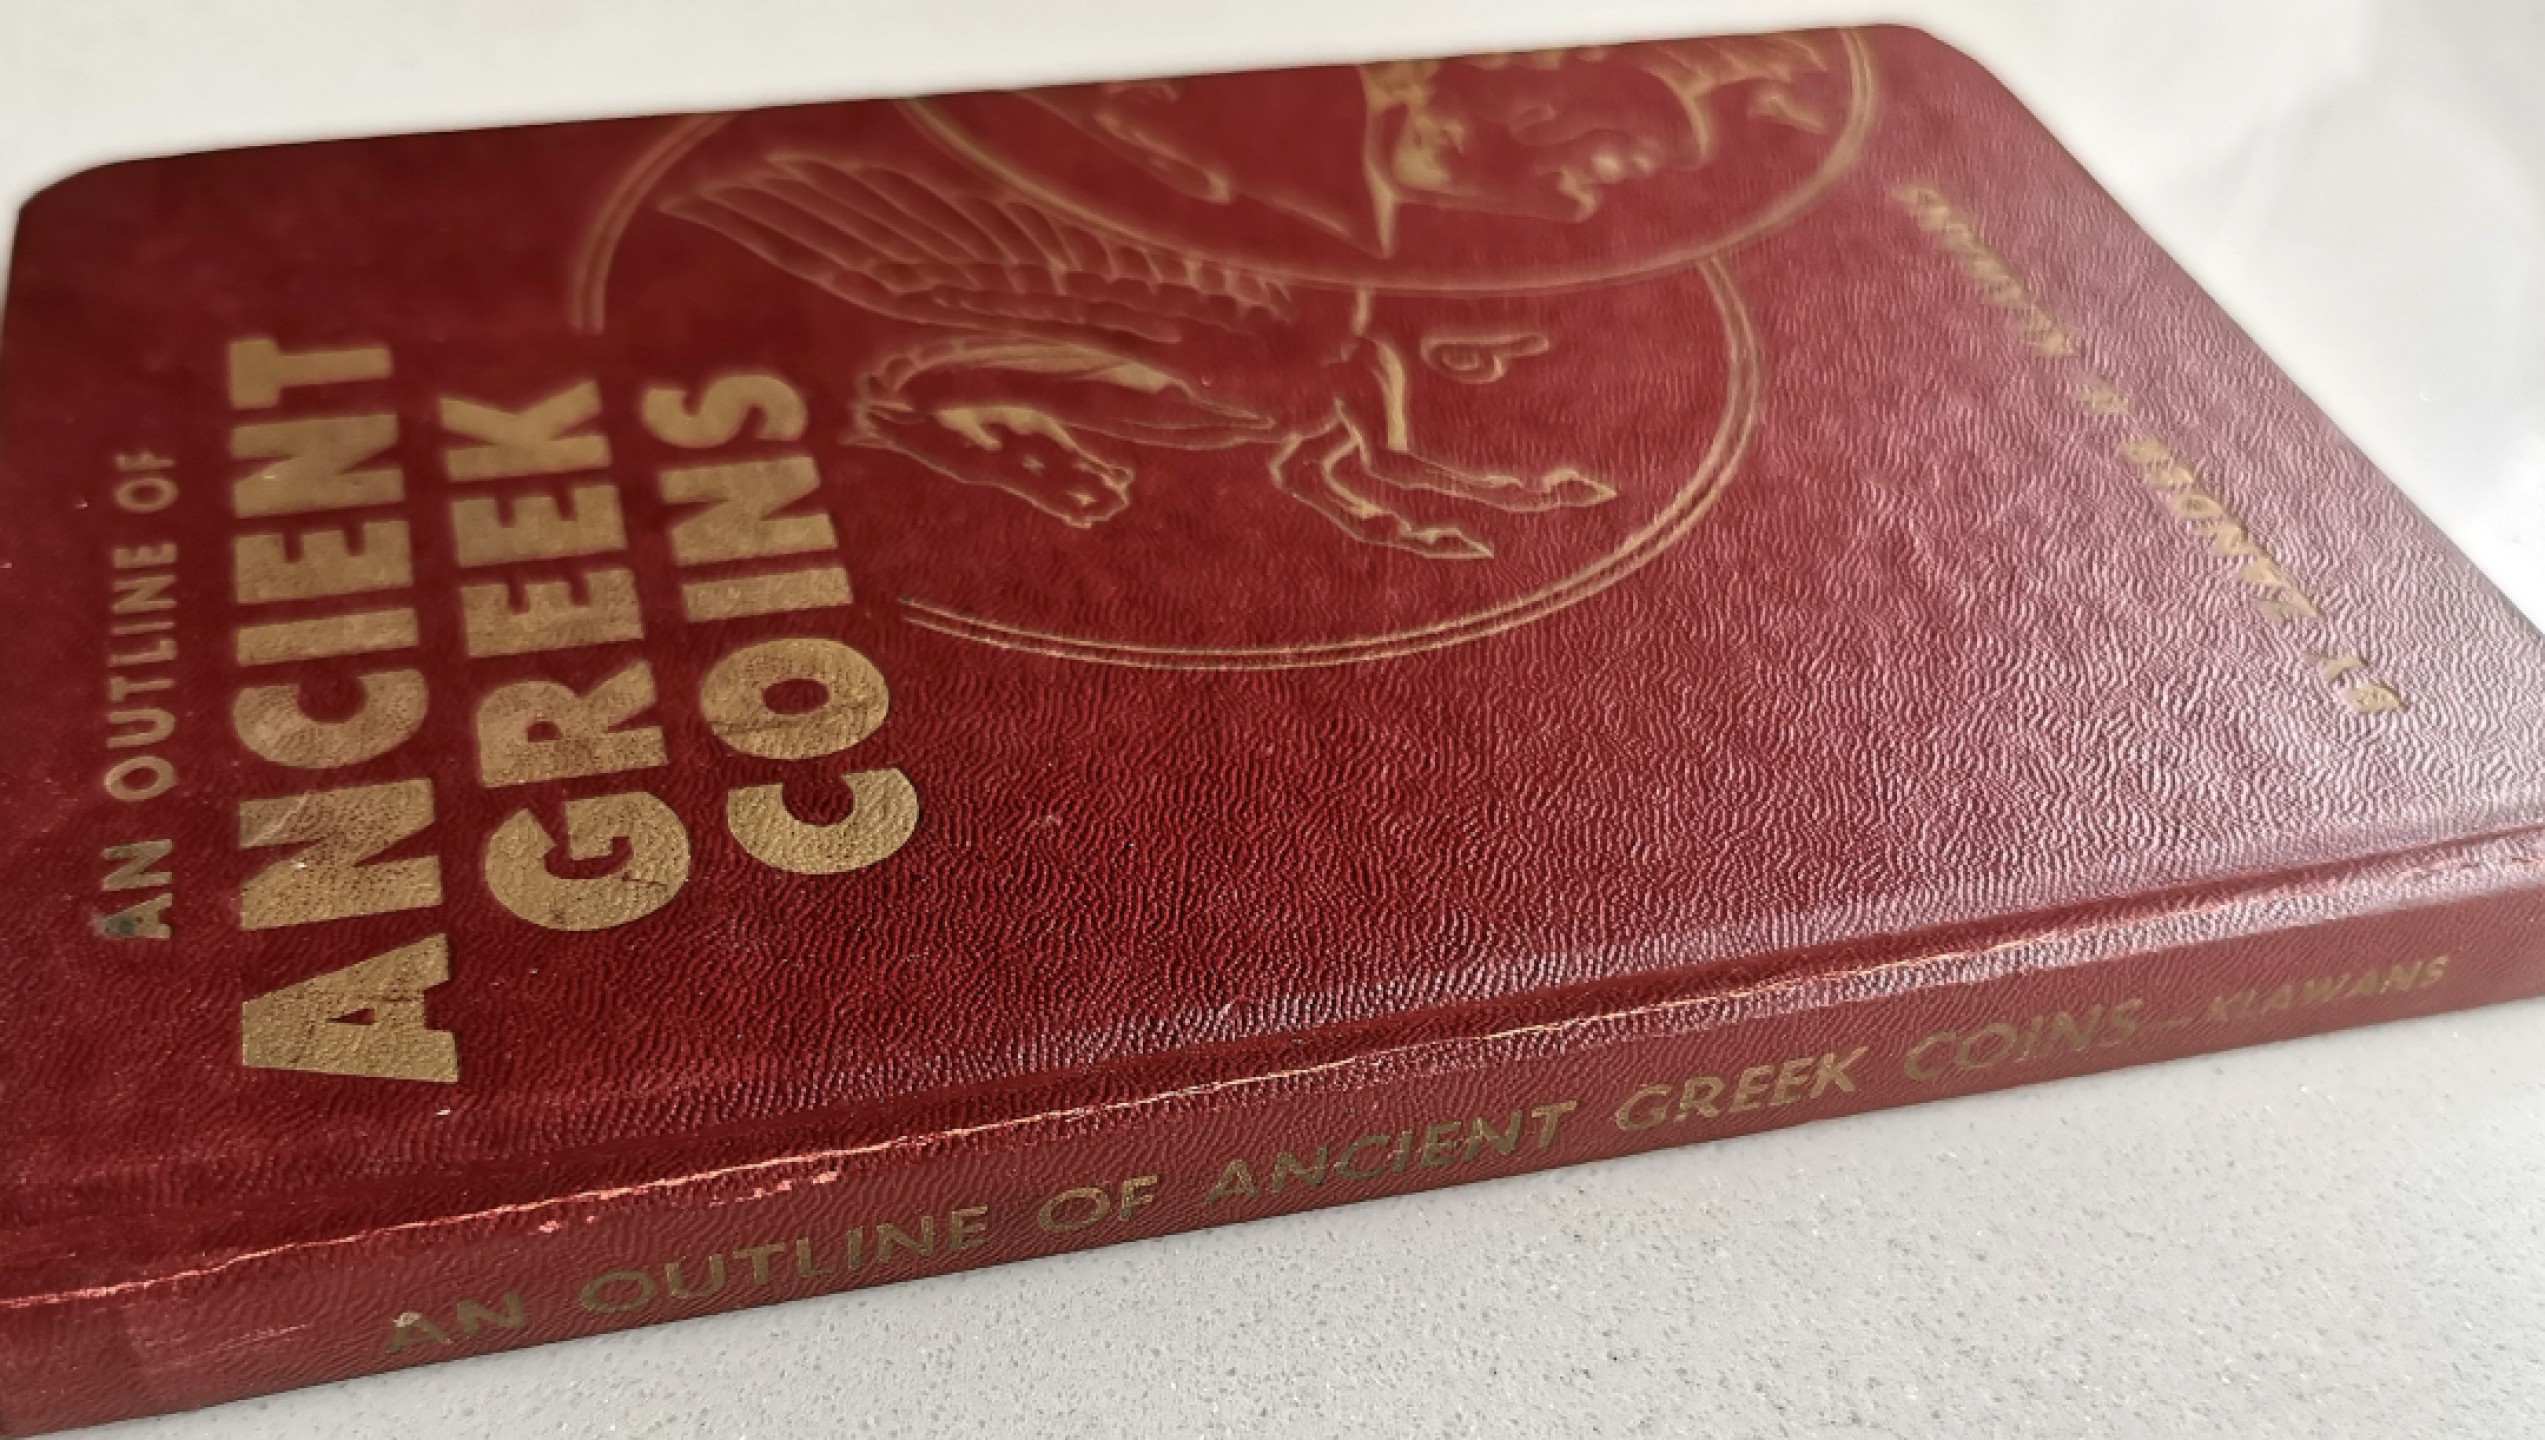 AN OUTLINE OF
ANCIENT
GREEK
COINS
BY ZANDER H. KLAWANS
AN OUTLINE OF ANCIENT GREEK COINS — KLAWANS